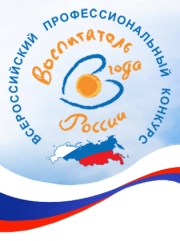 ВСЕРОССИЙСКИЙ ПРОФЕССИОНАЛЬНЫЙ КОНКУРС
Воспитатель
года
России